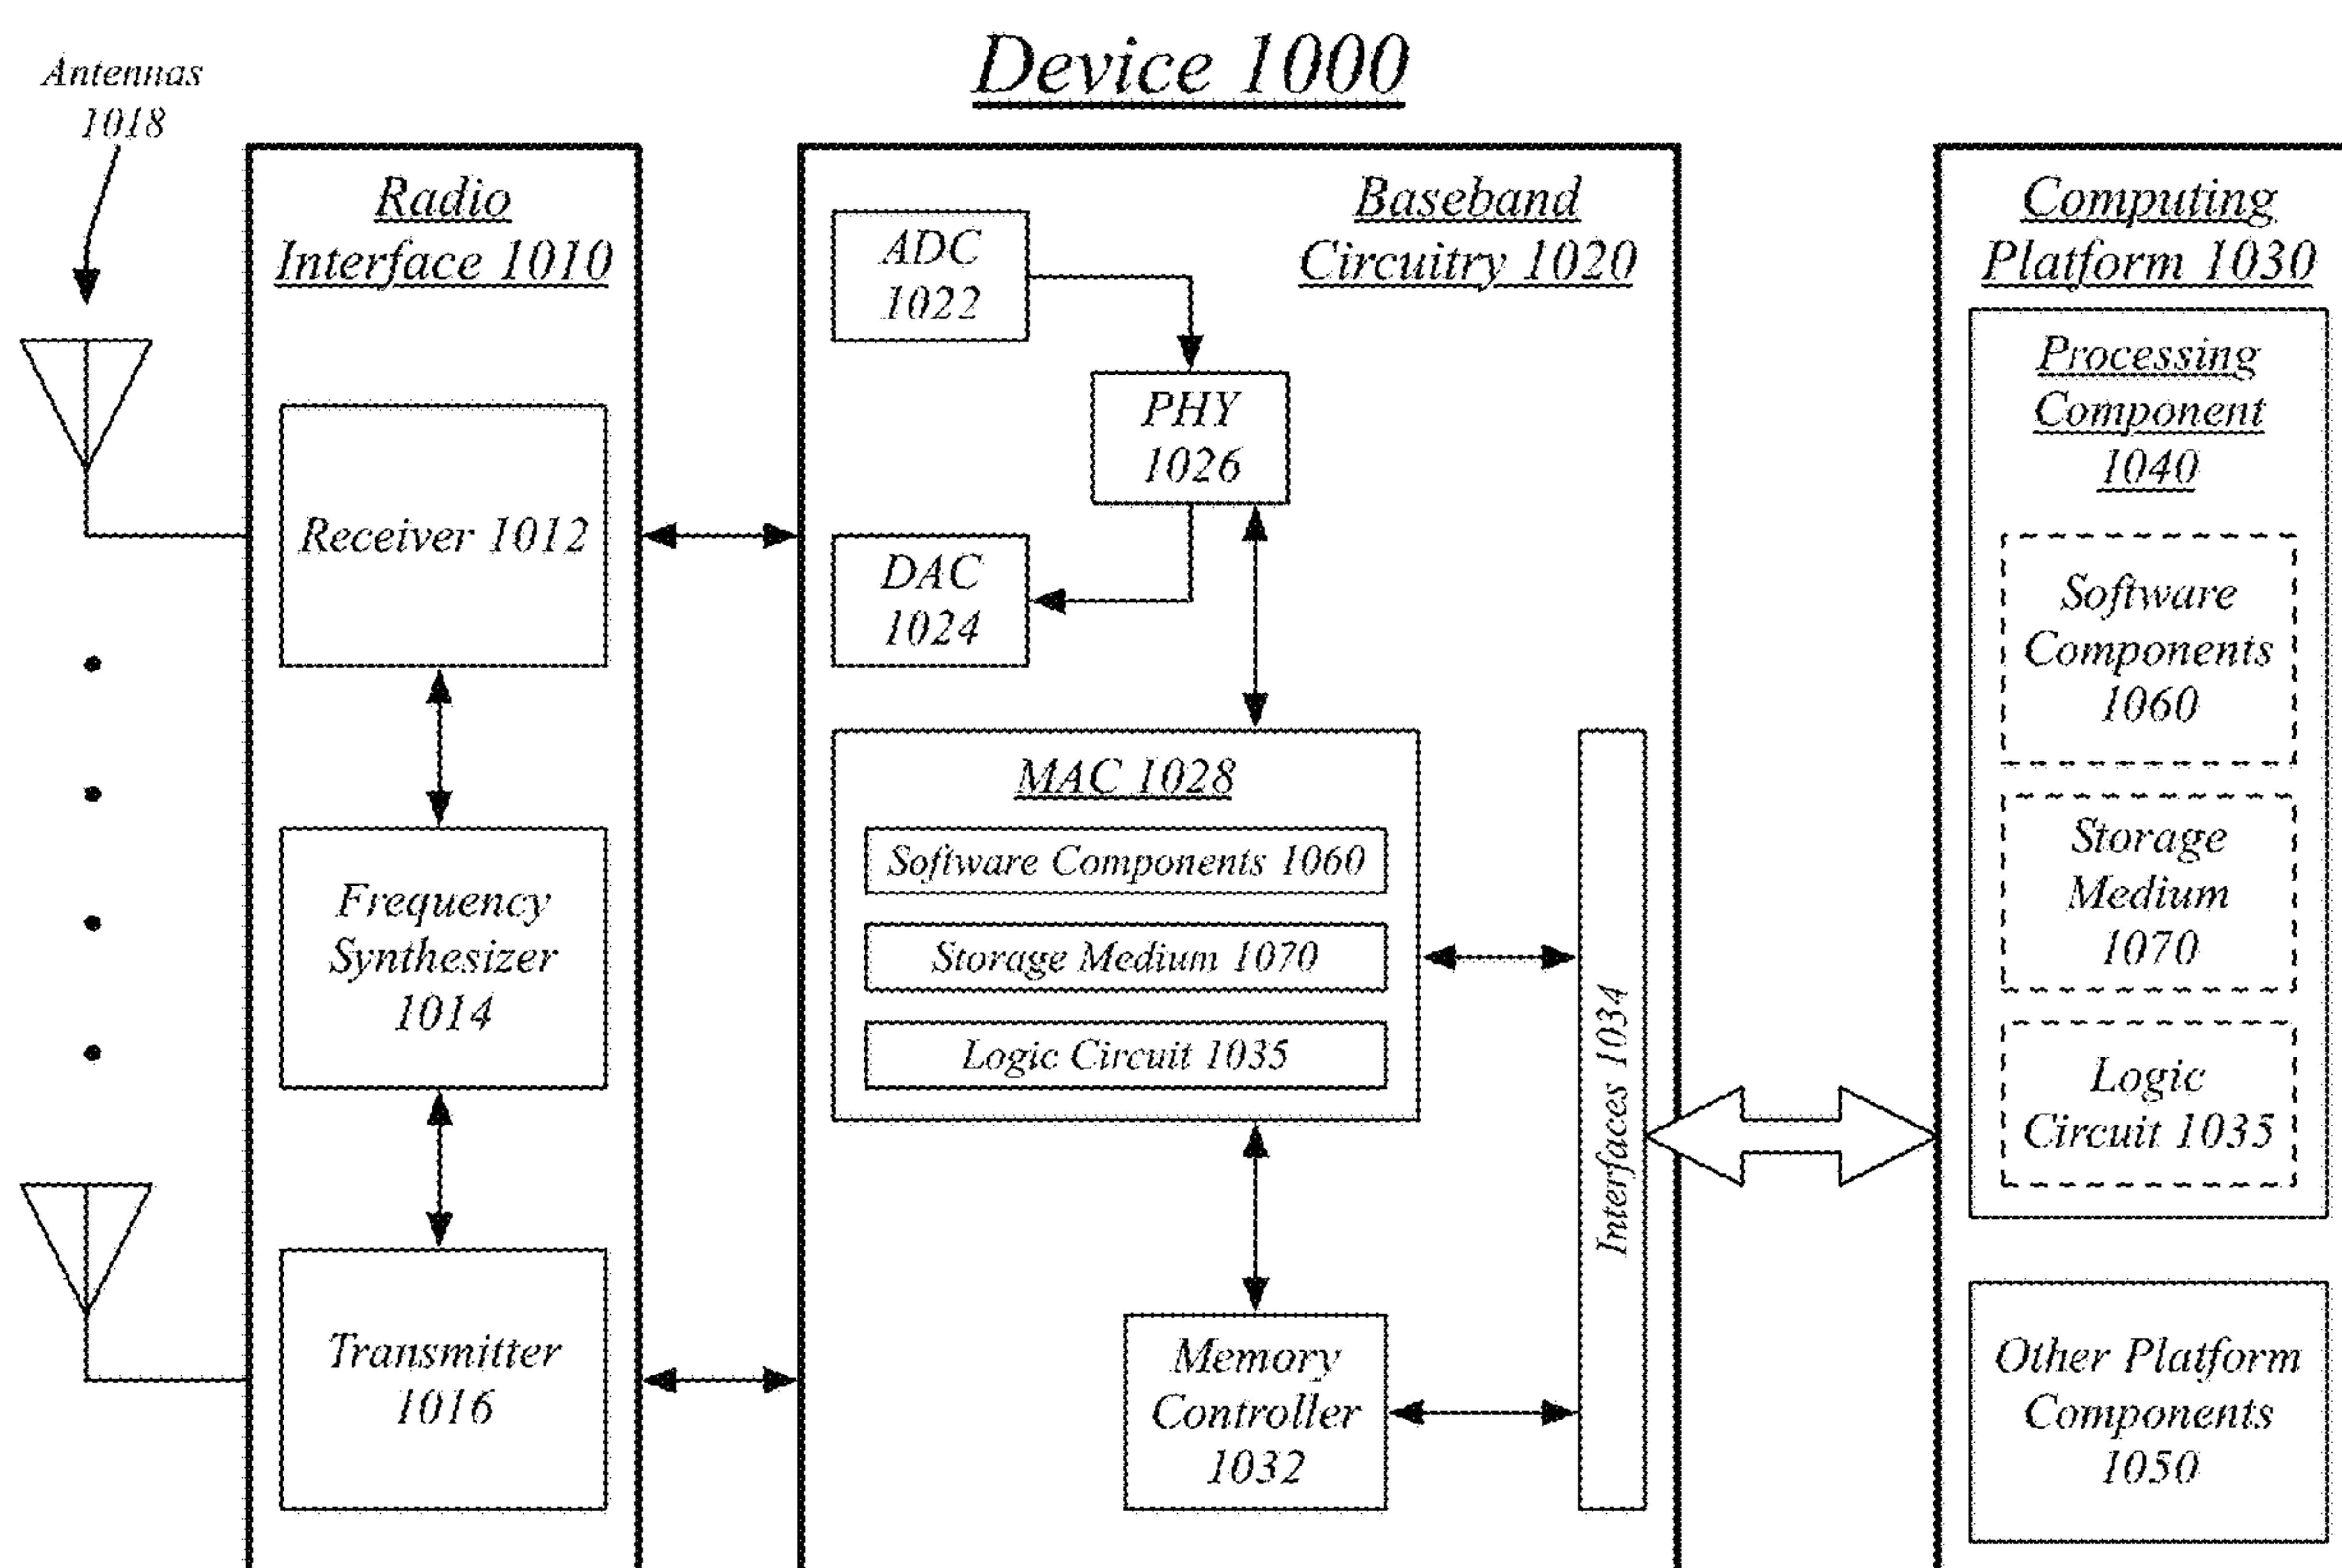 Device 1000
Antennas
1018
Radio
Interface 1010
Receiver 1012
Frequency
Synthesizer
1014
Transmitter
1016
Baseband
Circuitry 1020
ADC
1022
PHY
1026
DAC
1024
MAC 1028
Software Components 1060
Storage Medium 1070
Logic Circuit 1035
Memory
Controller
1032
Interfaces 1034
Computing
Platform 1030
Processing
Component
1040
Software
Components
1060
Storage
Medium
1070
Logic
Circuit 1035
Other Platform
Components
1050